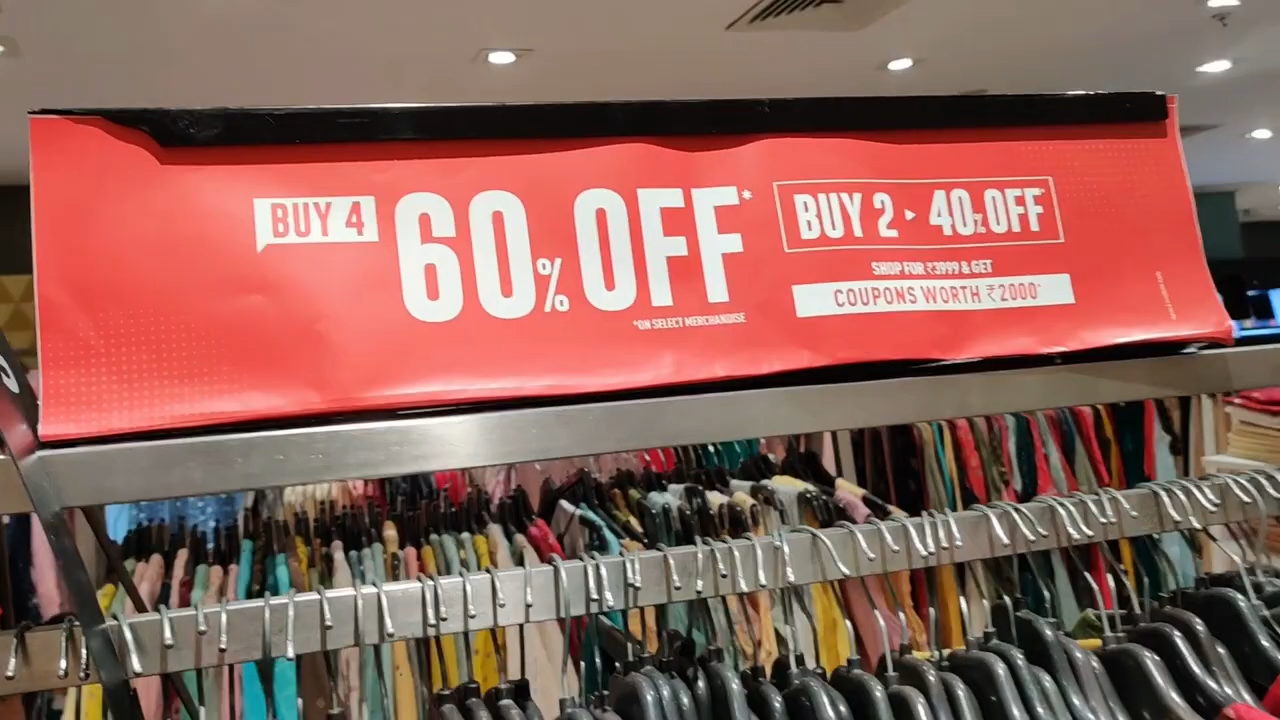 BUY 4
60% OFF*
*ON SELECT MERCHANDISE
BUY 2 ▸ 40% OFF*
SHOP FOR ₹3999 & GET
COUPONS WORTH ₹2000*